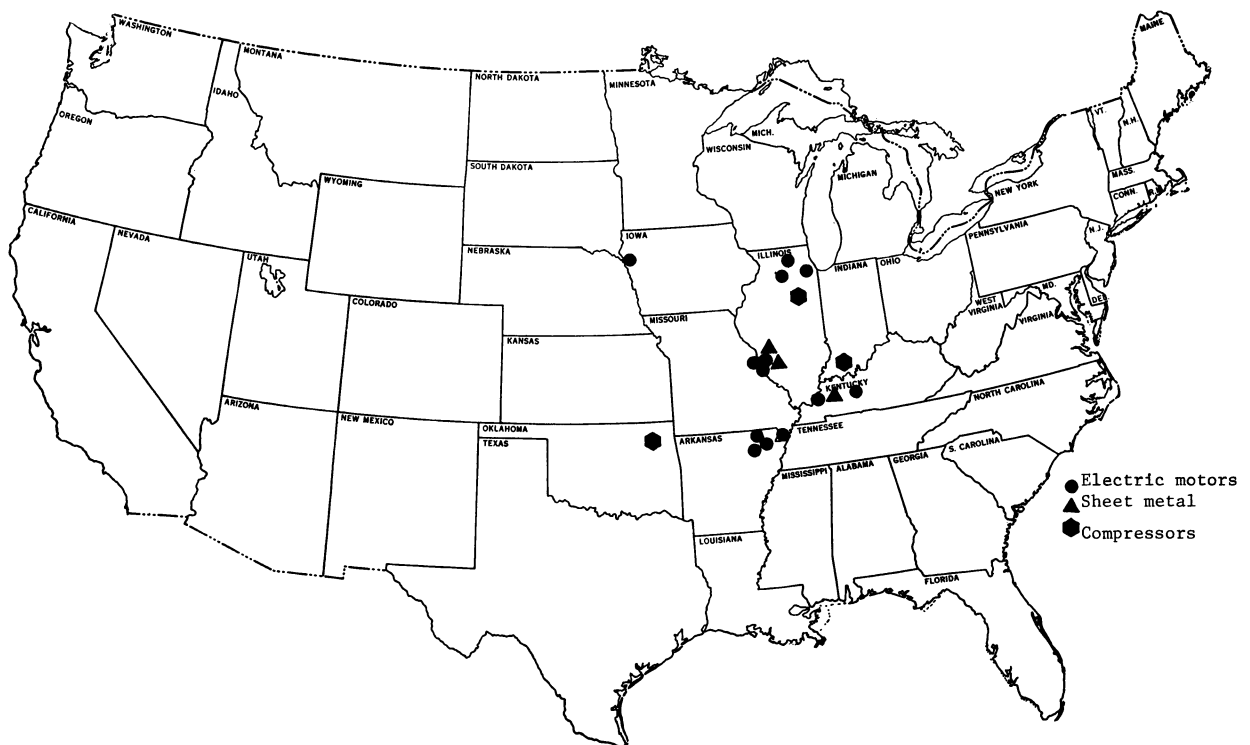 WASHINGTON
MONTANA
NORTH DAKOTA
MINNESOTA
MAINE
IDAHO
OREGON
VT.
N.H.
MICH.
WISCONSIN
SOUTH DAKOTA
MICHIGAN
MASS.
WYOMING
NEW YORK
CONN.
R.I.
CALIFORNIA
NEVADA
IOWA
PENNSYLVANIA
N.J.
NEBRASKA
ILLINOIS
INDIANA
OHIO
UTAH
MD.
DEL
COLORADO
WEST
VIRGINIA
VIRGINIA
MISSOURI
KANSAS
KENTUCKY
NORTH CAROLINA
ARIZONA
NEW MEXICO
OKLAHOMA
TEXAS
ARKANSAS
TENNESSEE
S. CAROLINA
MISSISSIPPI
ALABAMA
GEORGIA
LOUISIANA
FLORIDA
Electric motors
Sheet metal
Compressors